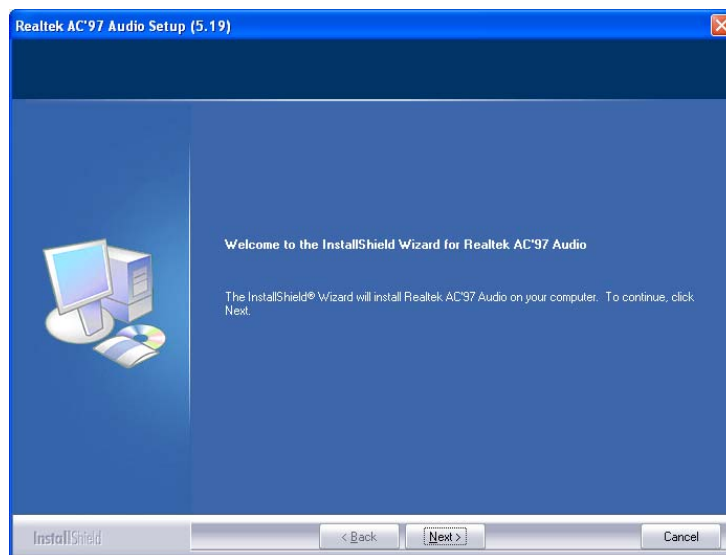 Realtek AC'97 Audio Setup (5.19)
Welcome to the InstallShield Wizard for Realtek AC'97 Audio
The InstallShield® Wizard will install Realtek AC'97 Audio on your computer. To continue, click
Next.
InstallShield
< Back
Next >
Cancel